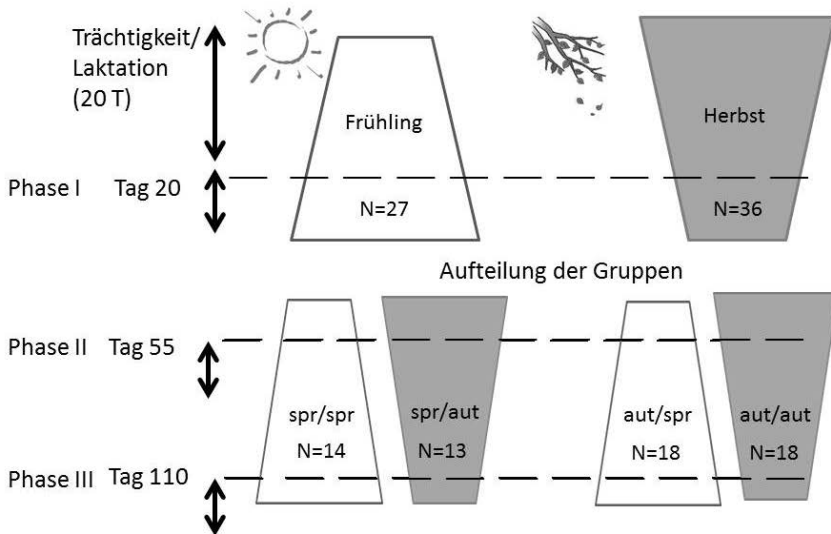 Trächtigkeit/
Laktation
(20 T)
Frühling
Herbst
Phase I Tag 20
N=27
N=36
Aufteilung der Gruppen
Phase II Tag 55
spr/spr
N=14
spr/aut
N=13
aut/spr
N=18
aut/aut
N=18
Phase III Tag 110